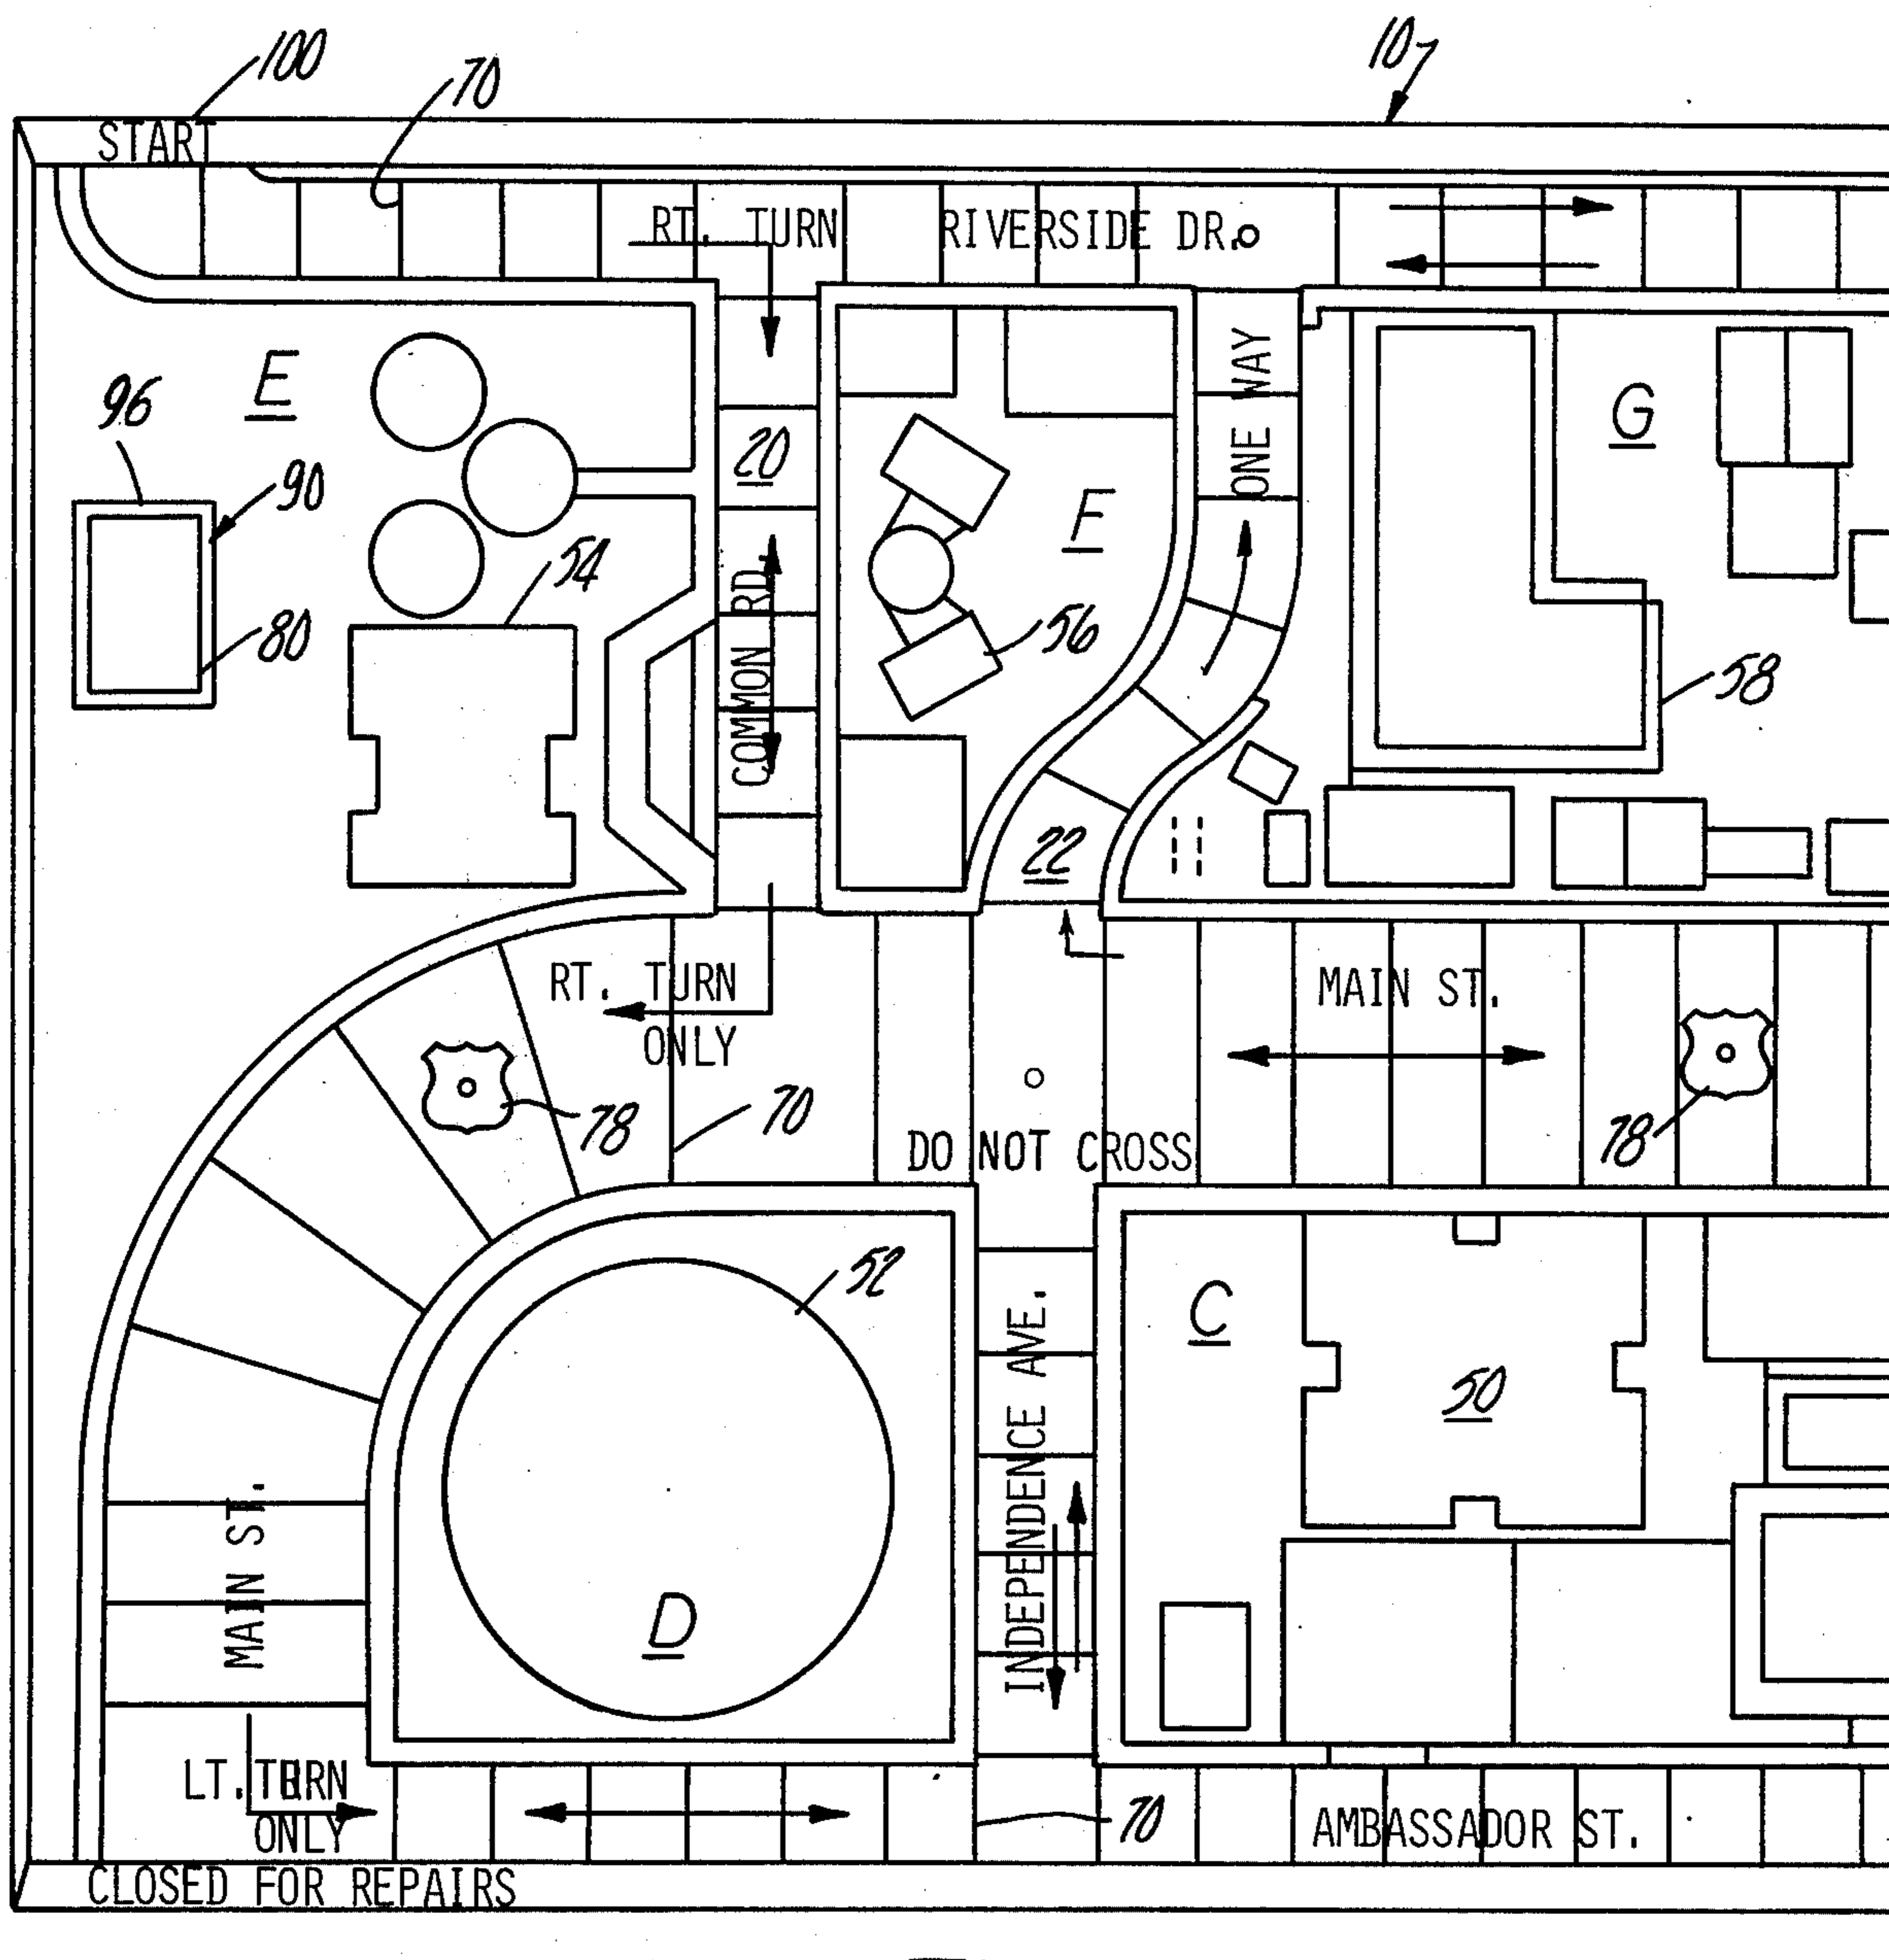 100
10
70
START
RT. TURN
RIVERSIDE DR.
E
96
90
20
54
80
COMMON RD.
F
56
ONE WAY
G
58
22
RT. TURN
ONLY
MAIN ST.
78
70
78
DO NOT CROSS
52
C
50
INDEPENDENCE AVE.
D
MAIN ST.
LT. TURN
ONLY
70
AMBASSADOR ST.
CLOSED FOR REPAIRS